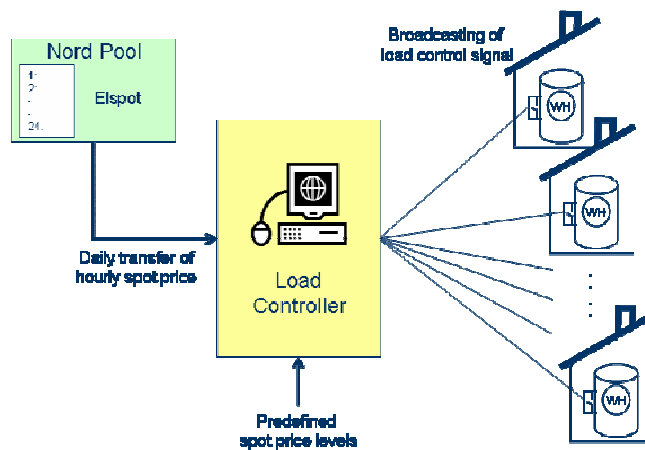 Nord Pool
1:
2:
.
.
24.
Elspot
Broadcasting of
load control signal
WH
WH
Daily transfer of
hourly spot price
Load
Controller
.
.
.
.
WH
Predefined
spot price levels